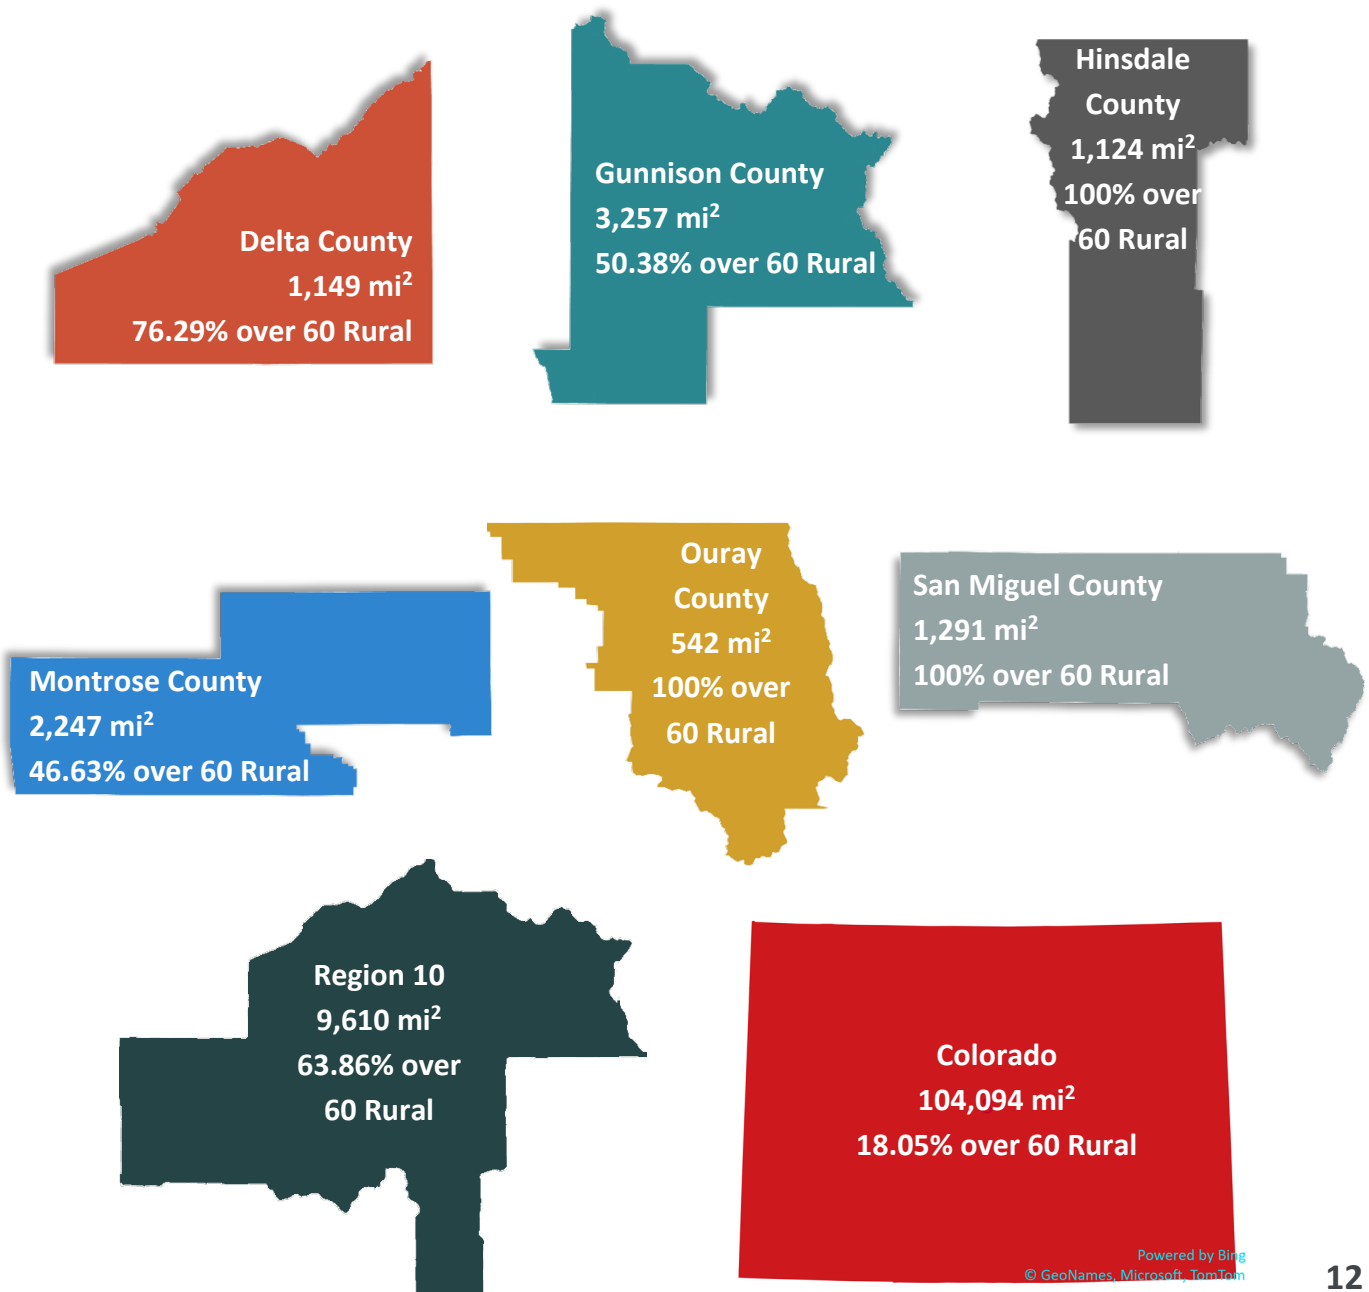 Delta County
1,149 mi²
76.29% over 60 Rural
Gunnison County
3,257 mi²
50.38% over 60 Rural
Hinsdale
County
1,124 mi²
100% over
60 Rural
Montrose County
2,247 mi²
46.63% over 60 Rural
Ouray
County
542 mi²
100% over
60 Rural
San Miguel County
1,291 mi²
100% over 60 Rural
Region 10
9,610 mi²
63.86% over
60 Rural
Colorado
104,094 mi²
18.05% over 60 Rural
Powered by Bing
© GeoNames, Microsoft, TomTom
12